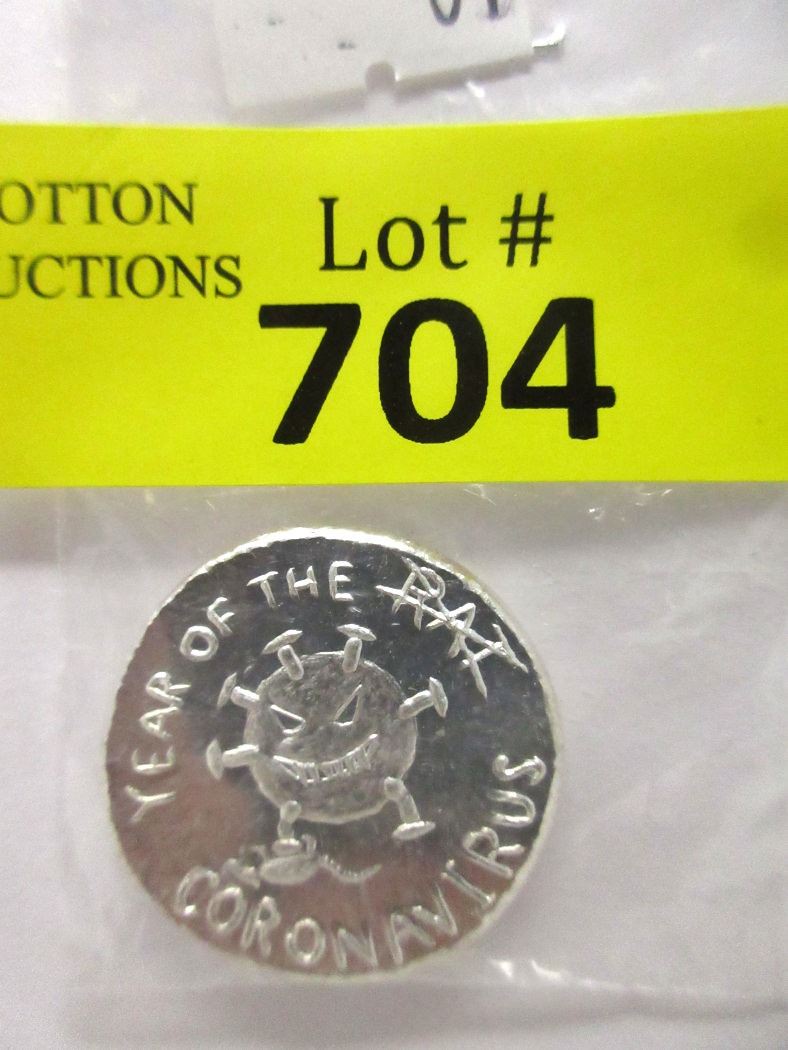 OTTON
UCTIONS
Lot #
704
YEAR OF THE RAT
CORONAVIRUS